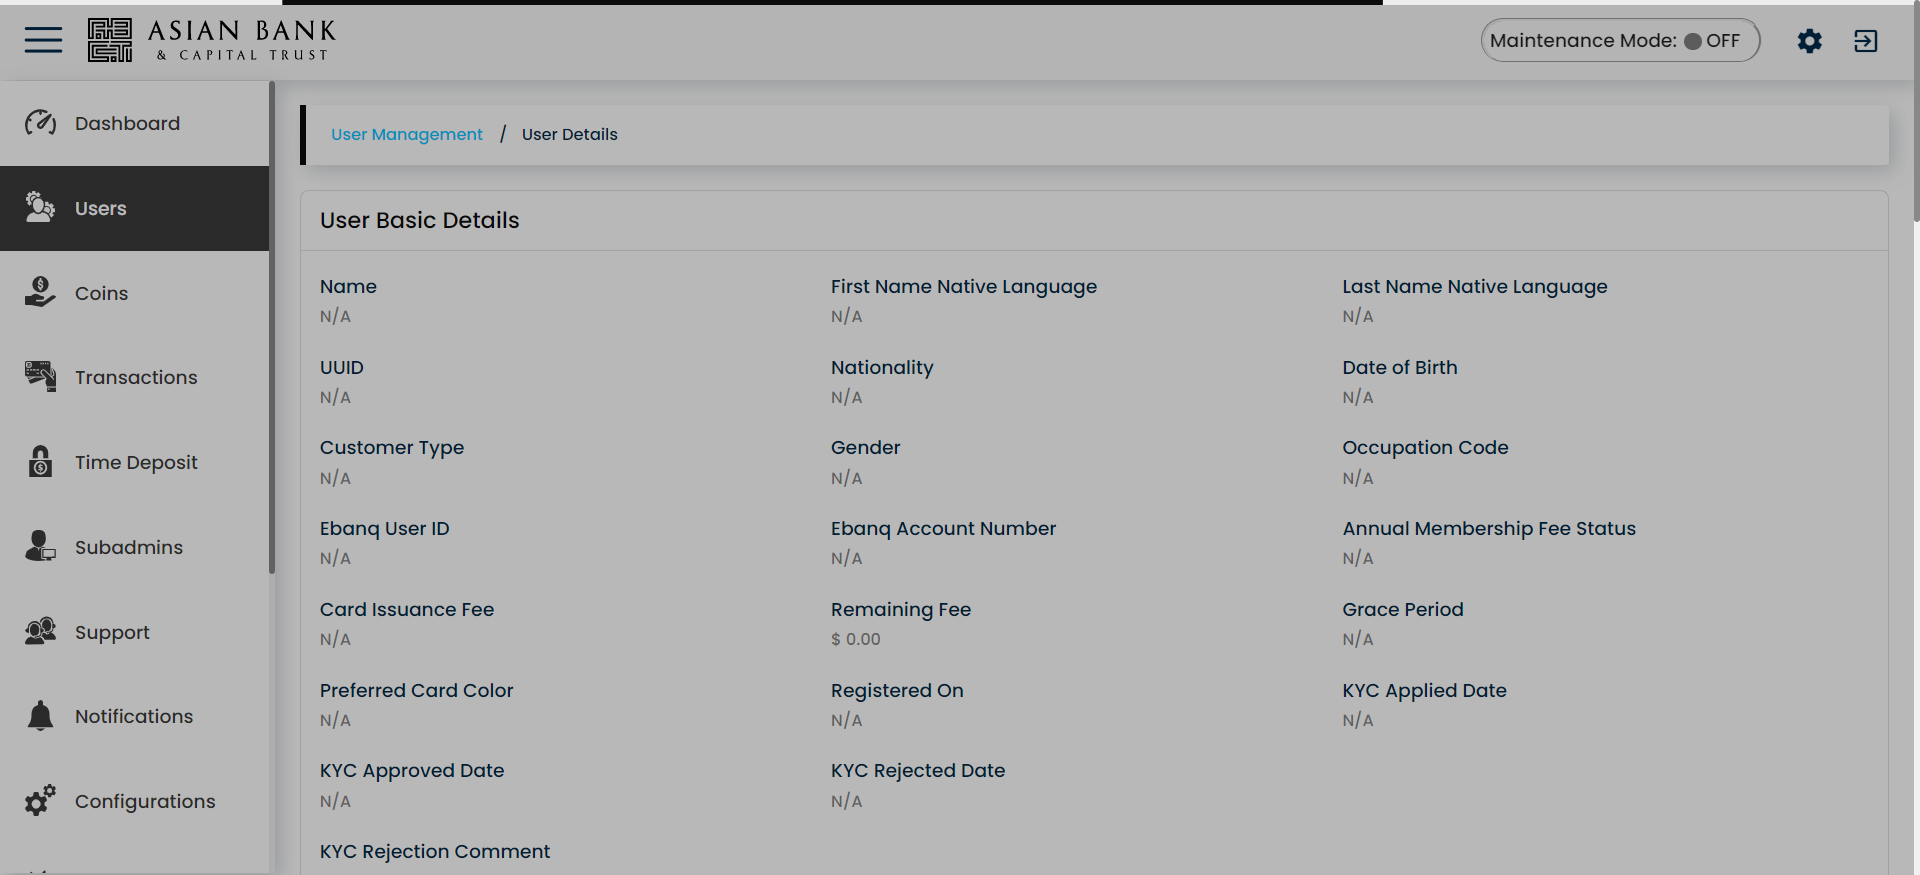 ASIAN BANK
& CAPITAL TRUST
Maintenance Mode: OFF
Dashboard
Users
Coins
Transactions
Time Deposit
Subadmins
Support
Notifications
Configurations
User Management / User Details
User Basic Details
Name
N/A
First Name Native Language
N/A
Last Name Native Language
N/A
UUID
N/A
Nationality
N/A
Date of Birth
N/A
Customer Type
N/A
Gender
N/A
Occupation Code
N/A
Ebanq User ID
N/A
Ebanq Account Number
N/A
Annual Membership Fee Status
N/A
Card Issuance Fee
N/A
Remaining Fee
$ 0.00
Grace Period
N/A
Preferred Card Color
N/A
Registered On
N/A
KYC Applied Date
N/A
KYC Approved Date
N/A
KYC Rejected Date
N/A
KYC Rejection Comment